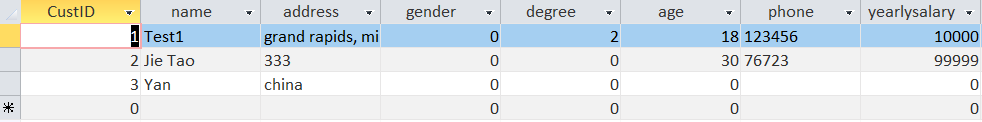 CustID name address gender degree age phone yearlysalary
1 Test1 grand rapids, mi 0 2 18 123456 10000
2 Jie Tao 333 0 0 30 76723 99999
3 Yan china 0 0 0 0
0 0 0 0 0